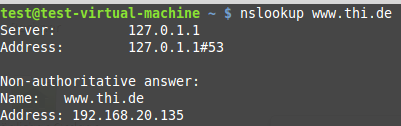 test@test-virtual-machine ~ $ nslookup www.thi.de
Server: 127.0.1.1
Address: 127.0.1.1#53
Non-authoritative answer:
Name: www.thi.de
Address: 192.168.20.135